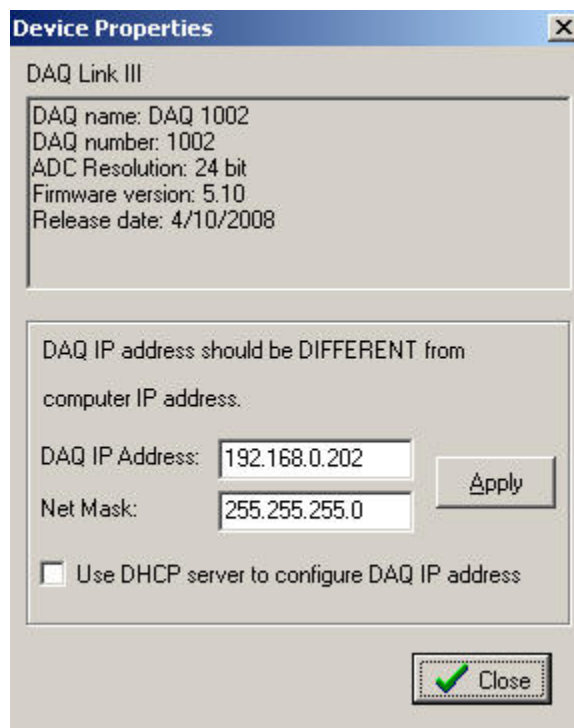 Device Properties
DAQ Link III
DAQ name: DAQ 1002
DAQ number: 1002
ADC Resolution: 24 bit
Firmware version: 5.10
Release date: 4/10/2008
DAQ IP address should be DIFFERENT from
computer IP address.
DAQ IP Address: 192.168.0.202
Apply
Net Mask: 255.255.255.0
Use DHCP server to configure DAQ IP address
Close